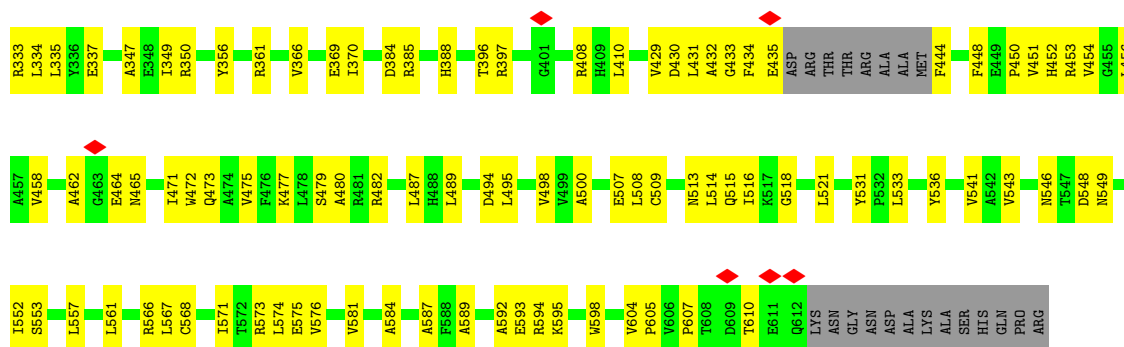 R333 L334 L335 Y336 E337 A347 E348 I349 R350 Y356 R361 V366 E369 I370 D384 R385 H388 T396 R397 G401 R408 H409 L410 V429 D430 L431 A432 G433 F434 E435 ASP ARG THR THR ARG ALA ALA MET F444 F448 E449 P450 V451 H452 R453 V454 G455
A457 V458 A462 G463 E464 N465 I471 W472 Q473 A474 V475 F476 K477 L478 S479 A480 R481 R482 L487 H488 L489 D494 L495 V498 V499 A500 E507 L508 C509 N513 L514 Q515 I516 K517 G518 L521 Y531 P532 L533 Y536 V541 A542 V543 N546 T547 D548 N549
I552 S553 L557 L561 R566 L567 C568 I571 T572 R573 L574 E575 V576 V581 A584 A587 F588 A589 A592 E593 R594 K595 W598 V604 P605 V606 P607 T608 D609 T610 E611 Q612 LYS ASN GLY ASN ASP ALA LYS ALA SER HIS GLN PRO ARG